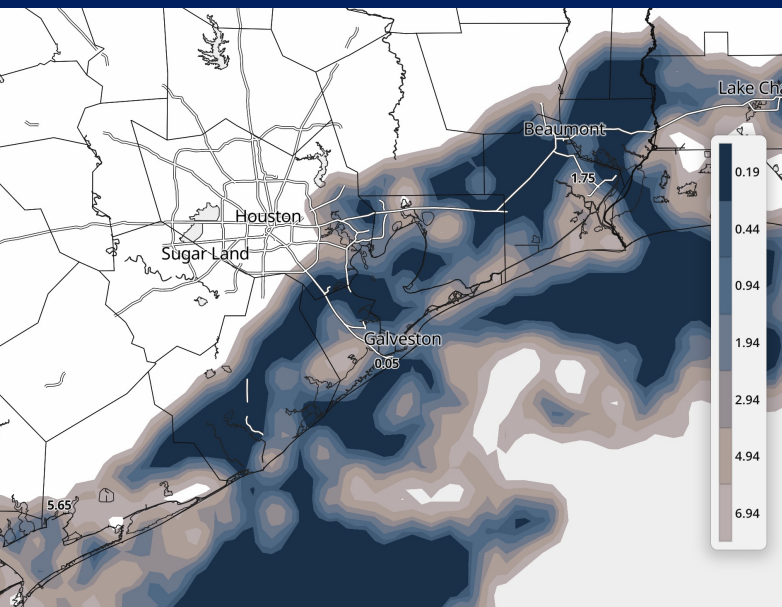 Lake Cha
Beaumont
0.19
1.75
Houston
0.44
Sugar Land
0.94
Galveston
1.94
0.05
2.94
4.94
5.65
6.94